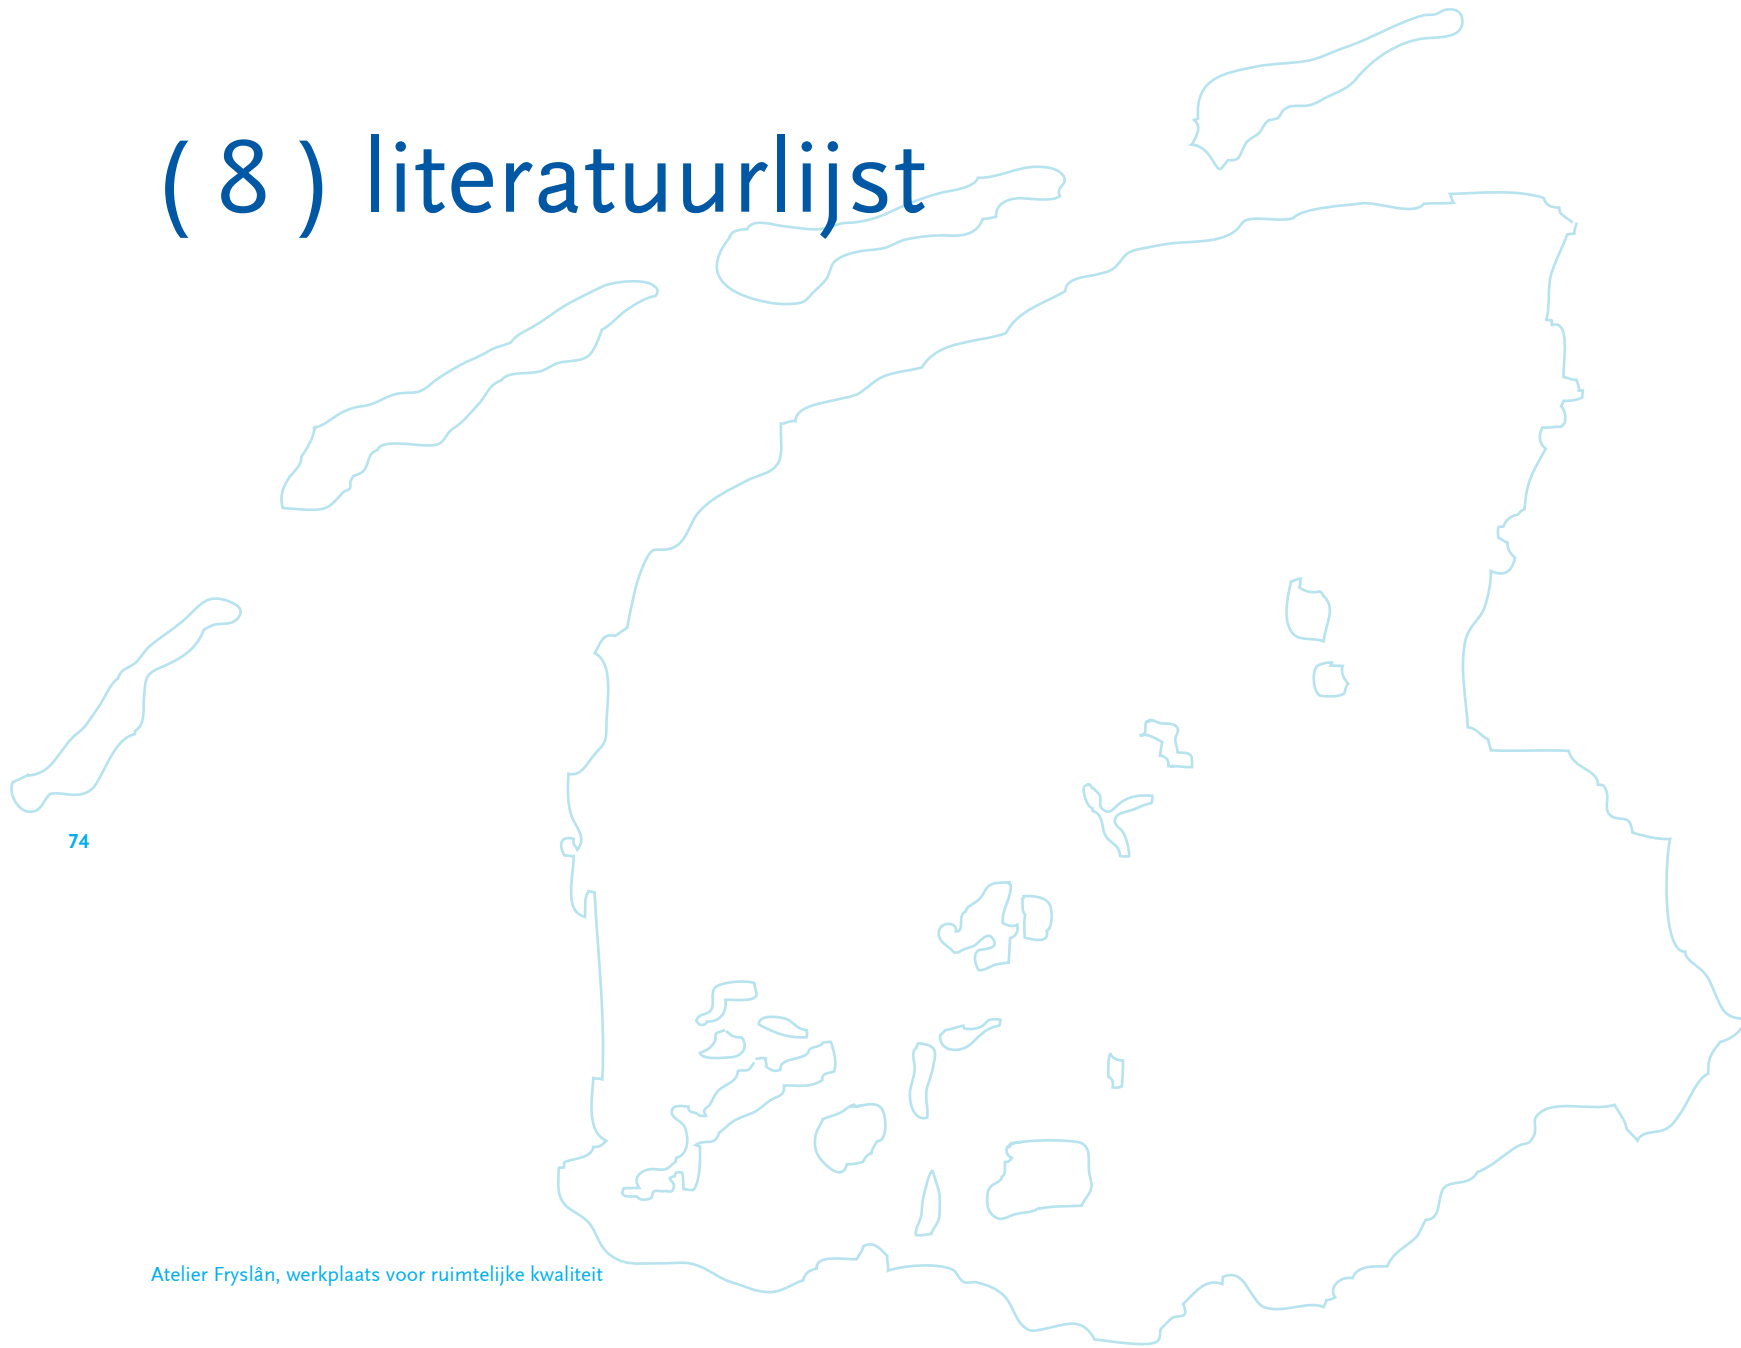 ( 8 ) literatuurlijst
74
Atelier Fryslân, werkplaats voor ruimtelijke kwaliteit